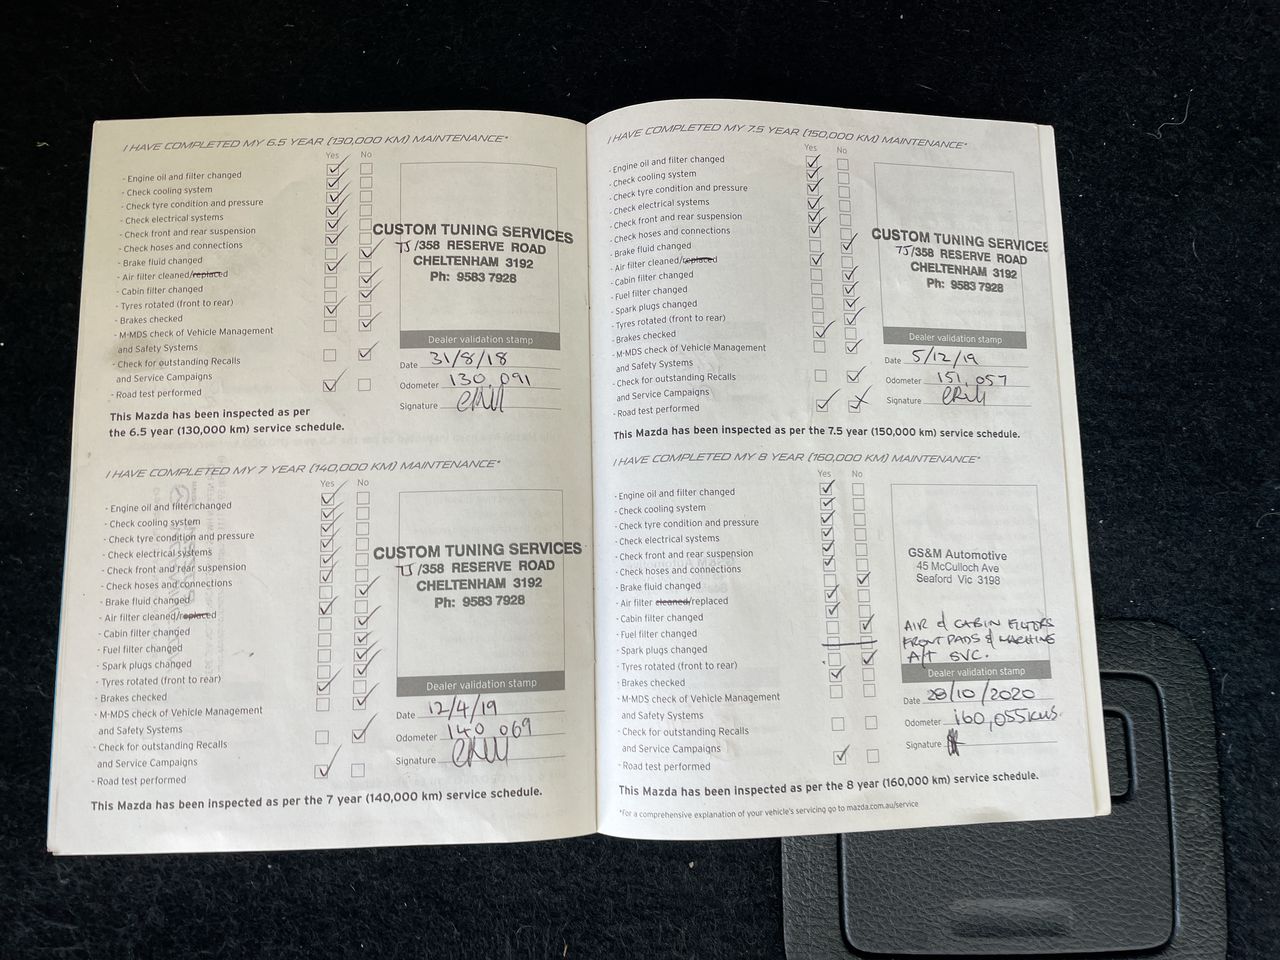 I HAVE COMPLETED MY 6.5 YEAR (130,000 KM) MAINTENANCE*
Yes No
- Engine oil and filter changed
- Check cooling system
- Check tyre condition and pressure
- Check electrical systems
- Check front and rear suspension
- Check hoses and connections
- Brake fluid changed
- Air filter cleaned/replaced
- Cabin filter changed
- Tyres rotated (front to rear)
- Brakes checked
- M-MDS check of Vehicle Management
and Safety Systems
- Check for outstanding Recalls
and Service Campaigns
- Road test performed
CUSTOM TUNING SERVICES
TJ/358 RESERVE ROAD
CHELTENHAM 3192
Ph: 9583 7928
Dealer validation stamp
Date 31/8/18
Odometer 130,091
Signature
This Mazda has been inspected as per
the 6.5 year (130,000 km) service schedule.
I HAVE COMPLETED MY 7 YEAR (140,000 KM) MAINTENANCE*
Yes No
- Engine oil and filter changed
- Check cooling system
- Check tyre condition and pressure
- Check electrical systems
- Check front and rear suspension
- Check hoses and connections
- Brake fluid changed
- Air filter cleaned/replaced
- Cabin filter changed
- Fuel filter changed
- Spark plugs changed
- Tyres rotated (front to rear)
- Brakes checked
- M-MDS check of Vehicle Management
and Safety Systems
- Check for outstanding Recalls
and Service Campaigns
- Road test performed
CUSTOM TUNING SERVICES
TJ/358 RESERVE ROAD
CHELTENHAM 3192
Ph: 9583 7928
Dealer validation stamp
Date 12/4/19
Odometer 140,069
Signature
This Mazda has been inspected as per the 7 year (140,000 km) service schedule.
I HAVE COMPLETED MY 7.5 YEAR (150,000 KM) MAINTENANCE*
Yes No
- Engine oil and filter changed
- Check cooling system
- Check tyre condition and pressure
- Check electrical systems
- Check front and rear suspension
- Check hoses and connections
- Brake fluid changed
- Air filter cleaned/replaced
- Cabin filter changed
- Fuel filter changed
- Spark plugs changed
- Tyres rotated (front to rear)
- Brakes checked
- M-MDS check of Vehicle Management
and Safety Systems
- Check for outstanding Recalls
and Service Campaigns
- Road test performed
CUSTOM TUNING SERVICES
7J/358 RESERVE ROAD
CHELTENHAM 3192
Ph: 9583 7928
Dealer validation stamp
Date 5/12/19
Odometer 151,057
Signature
This Mazda has been inspected as per the 7.5 year (150,000 km) service schedule.
I HAVE COMPLETED MY 8 YEAR (160,000 KM) MAINTENANCE*
Yes No
- Engine oil and filter changed
- Check cooling system
- Check tyre condition and pressure
- Check electrical systems
- Check front and rear suspension
- Check hoses and connections
- Brake fluid changed
- Air filter cleaned/replaced
- Cabin filter changed
- Fuel filter changed
- Spark plugs changed
- Tyres rotated (front to rear)
- Brakes checked
- M-MDS check of Vehicle Management
and Safety Systems
- Check for outstanding Recalls
and Service Campaigns
- Road test performed
GS&M Automotive
45 McCulloch Ave
Seaford Vic 3198
AIR & CABIN FILTORS
FRONT PADS & MACHINE
A/T SVC.
Dealer validation stamp
Date 28/10/2020
Odometer 160,055 KMS.
Signature
This Mazda has been inspected as per the 8 year (160,000 km) service schedule.
*For a comprehensive explanation of your vehicle's servicing go to mazda.com.au/service